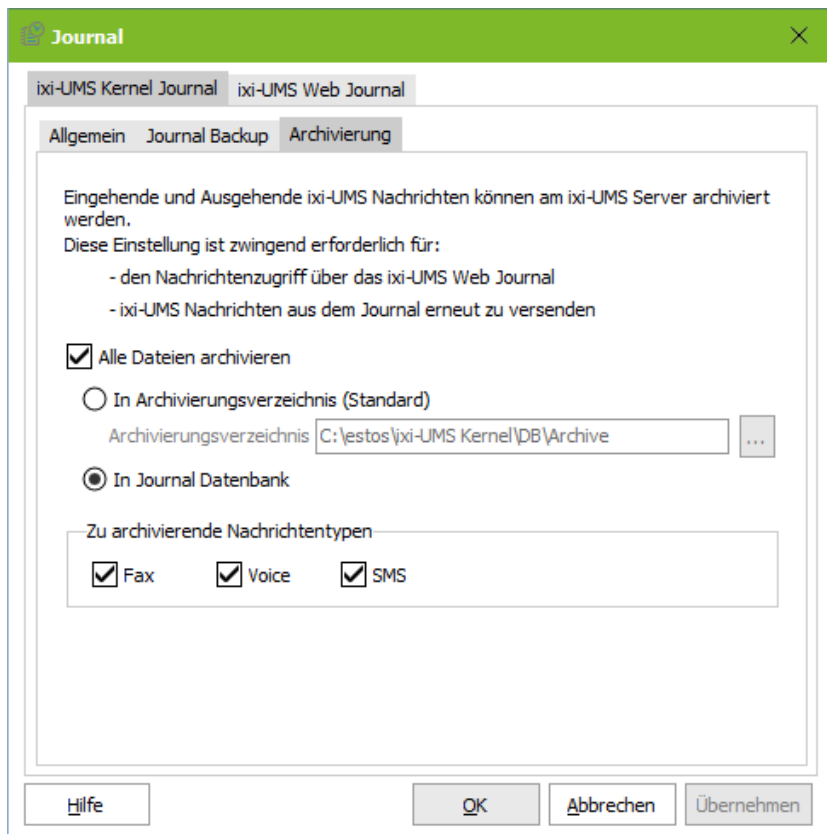 Journal
ixi-UMS Kernel Journal ixi-UMS Web Journal
Allgemein Journal Backup Archivierung
Eingehende und Ausgehende ixi-UMS Nachrichten können am ixi-UMS Server archiviert
werden.
Diese Einstellung ist zwingend erforderlich für:
- den Nachrichtenzugriff über das ixi-UMS Web Journal
- ixi-UMS Nachrichten aus dem Journal erneut zu versenden
Alle Dateien archivieren
In Archivierungsverzeichnis (Standard)
Archivierungsverzeichnis C:\estos\ixi-UMS Kernel\DB\Archive ...
In Journal Datenbank
Zu archivierende Nachrichtentypen
Fax Voice SMS
Hilfe OK Abbrechen Übernehmen